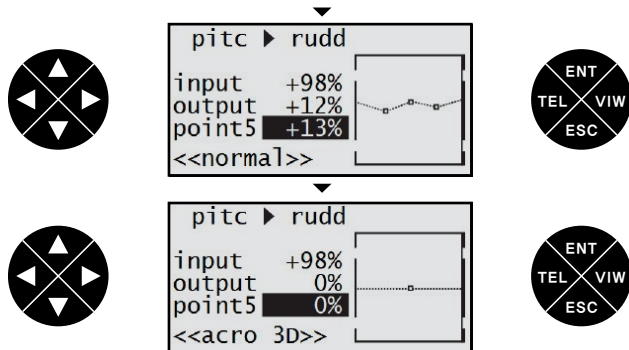 pitc ▶ rudd
input +98%
output +12%
point5 +13%
<<normal>>
ENT
TEL VIW
ESC
pitc ▶ rudd
input +98%
output 0%
point5 0%
<<acro 3D>>
ENT
TEL VIW
ESC